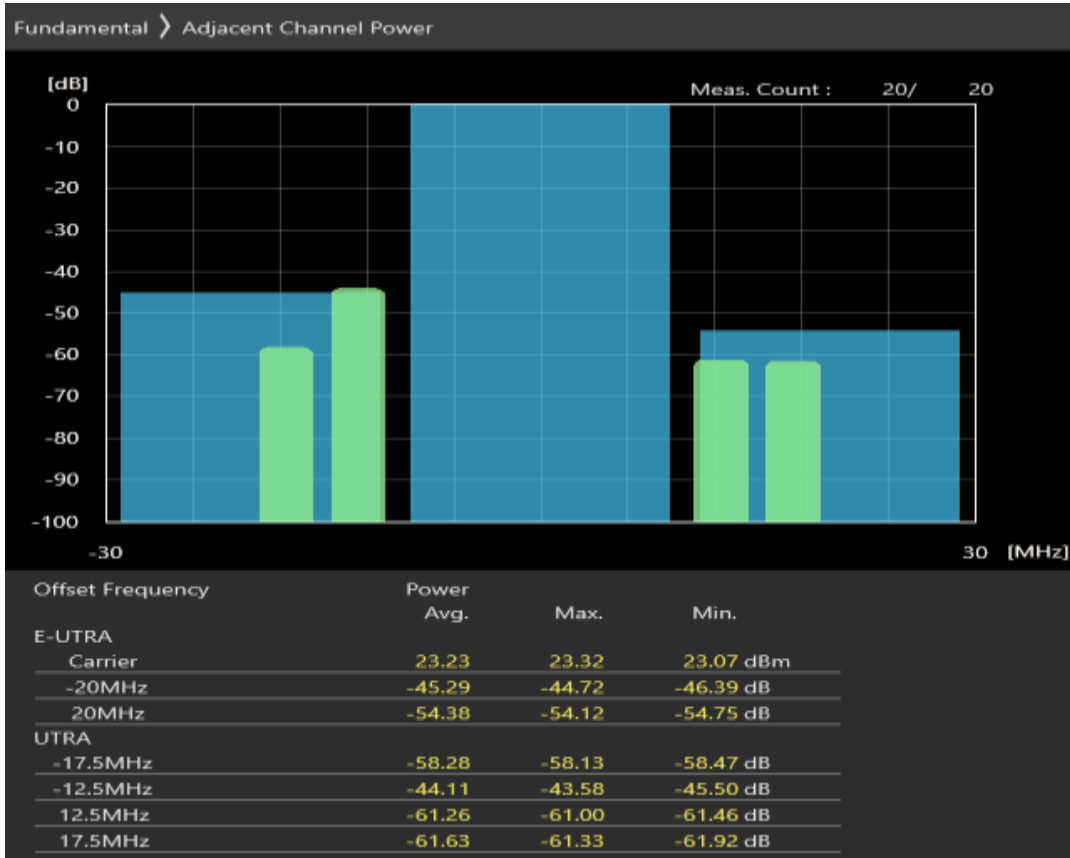 Fundamental 〉 Adjacent Channel Power
[dB]
Meas. Count : 20/ 20
0
-10
-20
-30
-40
-50
-60
-70
-80
-90
-100
-30 30 [MHz]
Offset Frequency Power
Avg. Max. Min.
E-UTRA
Carrier 23.23 23.32 23.07 dBm
-20MHz -45.29 -44.72 -46.39 dB
20MHz -54.38 -54.12 -54.75 dB
UTRA
-17.5MHz -58.28 -58.13 -58.47 dB
-12.5MHz -44.11 -43.58 -45.50 dB
12.5MHz -61.26 -61.00 -61.46 dB
17.5MHz -61.63 -61.33 -61.92 dB